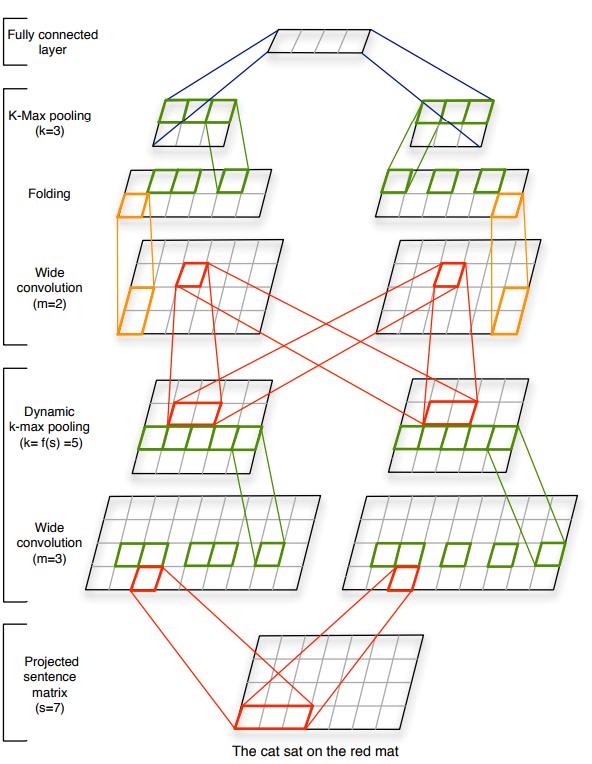 Fully connected
layer
K-Max pooling
(k=3)
Folding
Wide
convolution
(m=2)
Dynamic
k-max pooling
(k= f(s) =5)
Wide
convolution
(m=3)
Projected
sentence
matrix
(s=7)
The cat sat on the red mat